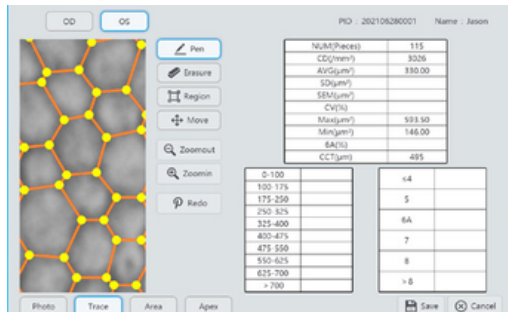 OD OS PID : 202106280001 Name : Jason
Pen
Erasure
Region
Move
Zoomout
Zoomin
Redo
NUM(Pieces) 115
CD(/mm²) 3026
AVG(μm²) 330.00
SD(μm²)
SEM(μm²)
CV(%)
Max(μm²) 593.50
Min(μm²) 146.00
6A(%)
CCT(μm) 495
0-100
100-175
175-250
250-325
325-400
400-475
475-550
550-625
625-700
> 700
≤4
5
6A
7
8
> 8
Photo Trace Area Apex Save Cancel